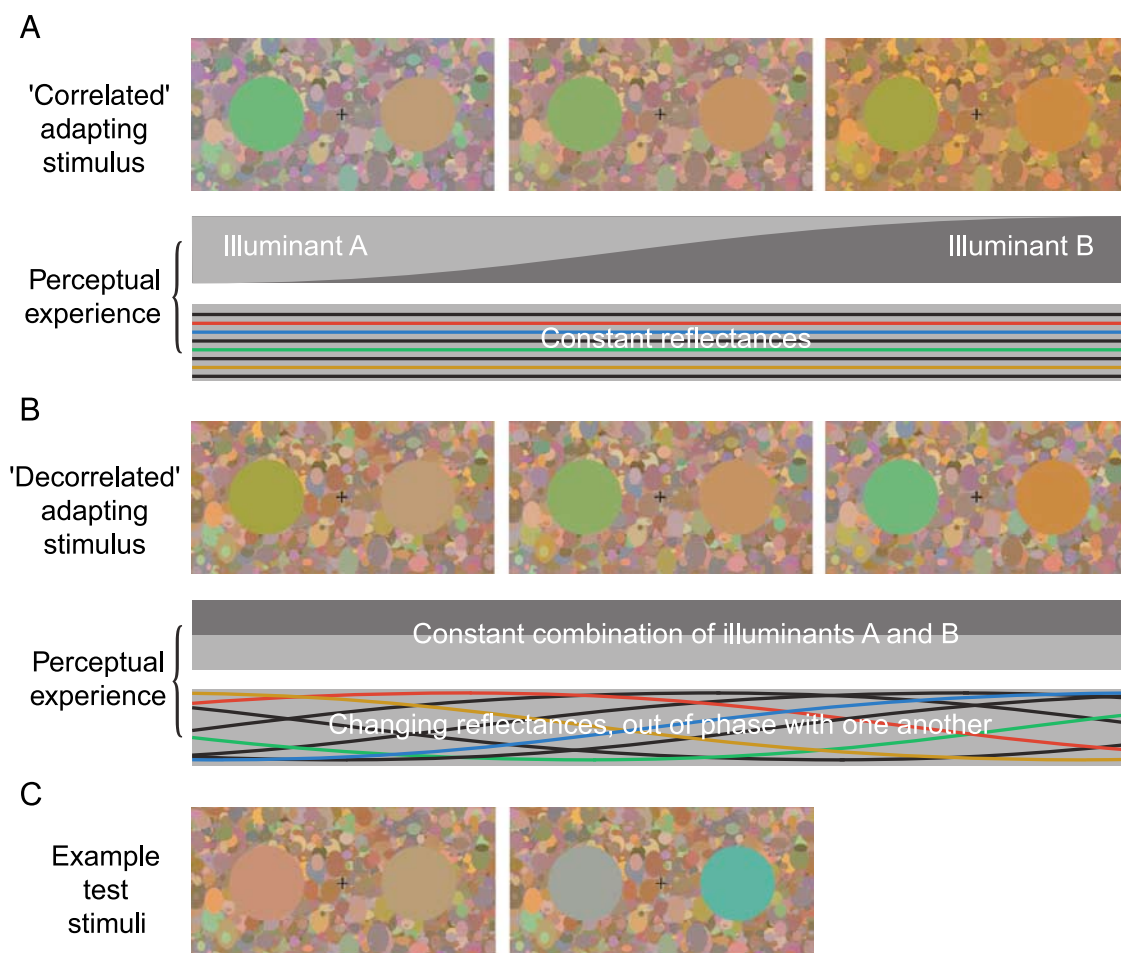 A
'Correlated'
adapting
stimulus
Illuminant A
Illuminant B
Perceptual
experience
Constant reflectances
B
'Decorrelated'
adapting
stimulus
Constant combination of illuminants A and B
Perceptual
experience
Changing reflectances, out of phase with one another
C
Example
test
stimuli